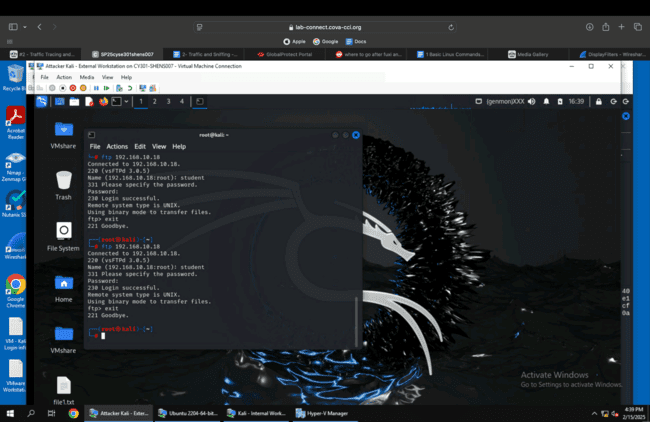 lab-connect.cova-cci.org
Apple Google Docs
#2 - Traffic Tracing and... SP25cyse301shens007 2- Traffic and Sniffing -... GlobalProtect Portal where to go after fuel an... 1 Basic Linux Commands... Media Gallery DisplayFilters - Wireshar...
Attacker Kali - External Workstation on CY301-SHENS007 - Virtual Machine Connection
File Action Media View Help
1 2 3 4
16:39
root@kali: ~
File Actions Edit View Help
# ftp 192.168.10.18
Connected to 192.168.10.18.
220 (vsFTPd 3.0.5)
Name (192.168.10.18:root): student
331 Please specify the password.
Password:
230 Login successful.
Remote system type is UNIX.
Using binary mode to transfer files.
ftp> exit
221 Goodbye.
(root㉿kali)-[~]
# ftp 192.168.10.18
Connected to 192.168.10.18.
220 (vsFTPd 3.0.5)
Name (192.168.10.18:root): student
331 Please specify the password.
Password:
230 Login successful.
Remote system type is UNIX.
Using binary mode to transfer files.
ftp> exit
221 Goodbye.
(root㉿kali)-[~]
#
VMshare
Trash
File System
Home
VMshare
file1.txt
Recycle
Acrobat
Reader
Nmap -
Zenmap
Nutanix
Wireshark
Google
Chrome
VM - Kali
Login
VMware
Workstat...
40
e1
cf
0a
Activate Windows
Go to Settings to activate Windows.
Attacker Kali - Exter... Ubuntu 2204-64-bit... Kali - Internal Work... Hyper-V Manager
4:39 PM
2/15/2025